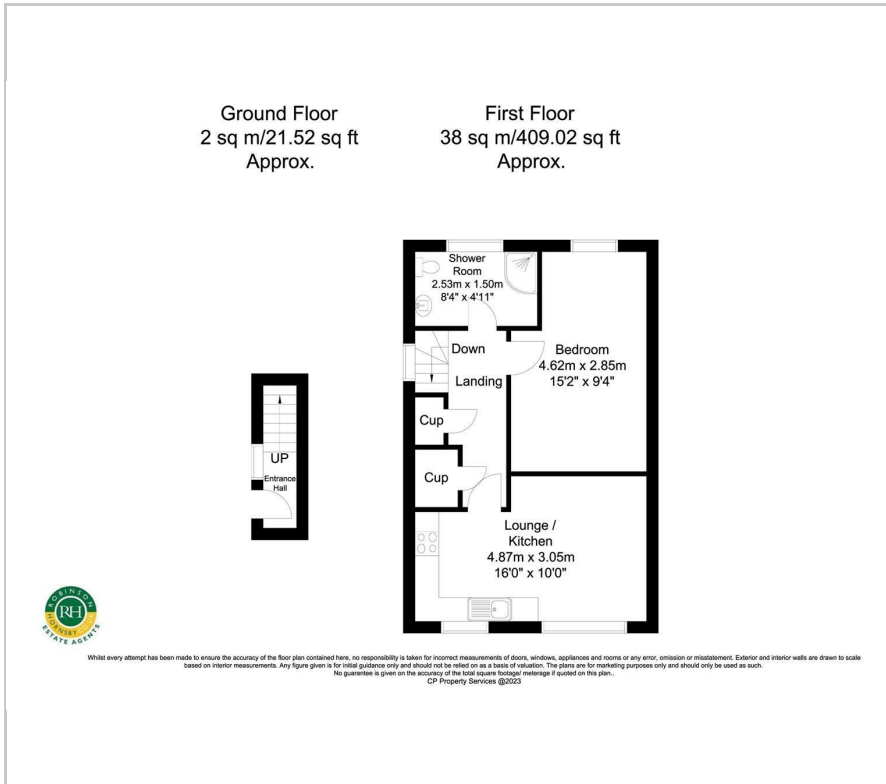 Ground Floor
2 sq m/21.52 sq ft
Approx.
First Floor
38 sq m/409.02 sq ft
Approx.
Shower
Room
2.53m x 1.50m
8'4" x 4'11"
Down
Landing
Bedroom
4.62m x 2.85m
15'2" x 9'4"
Cup
Cup
UP
Entrance
Hall
Lounge /
Kitchen
4.87m x 3.05m
16'0" x 10'0"
ROBINSON
HORNSBY
RH
ESTATE AGENTS
Whilst every attempt has been made to ensure the accuracy of the floor plan contained here, no responsibility is taken for incorrect measurements of doors, windows, appliances and rooms or any error, omission or misstatement. Exterior and interior walls are drawn to scale
based on interior measurements. Any figure given is for initial guidance only and should not be relied on as a basis of valuation. The plans are for marketing purposes only and should only be used as such.
No guarantee is given on the accuracy of the total square footage/ meterage if quoted on this plan..
CP Property Services @2023